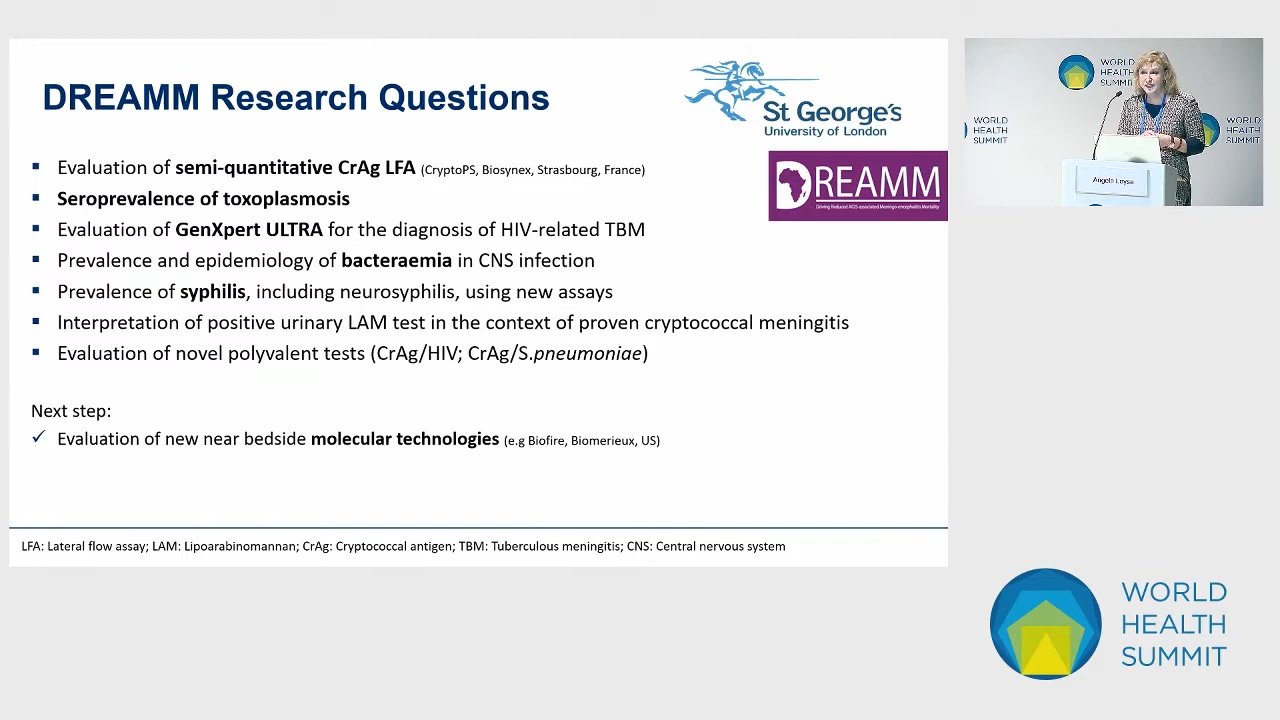 DREAMM Research Questions
St George's
University of London
DREAMM
Driving Reduced AIDS-associated Meningo-encephalitis Mortality
▪ Evaluation of semi-quantitative CrAg LFA (CryptoPS, Biosynex, Strasbourg, France)
▪ Seroprevalence of toxoplasmosis
▪ Evaluation of GenXpert ULTRA for the diagnosis of HIV-related TBM
▪ Prevalence and epidemiology of bacteraemia in CNS infection
▪ Prevalence of syphilis, including neurosyphilis, using new assays
▪ Interpretation of positive urinary LAM test in the context of proven cryptococcal meningitis
▪ Evaluation of novel polyvalent tests (CrAg/HIV; CrAg/S.pneumoniae)
Next step:
✓ Evaluation of new near bedside molecular technologies (e.g Biofire, Biomerieux, US)
LFA: Lateral flow assay; LAM: Lipoarabinomannan; CrAg: Cryptococcal antigen; TBM: Tuberculous meningitis; CNS: Central nervous system
WORLD
HEALTH
SUMMIT
WORLD
HEALTH
SUMMIT
WORLD
HEALTH
SUMMIT
Angela Loyse
WORLD
HEALTH
SUMMIT